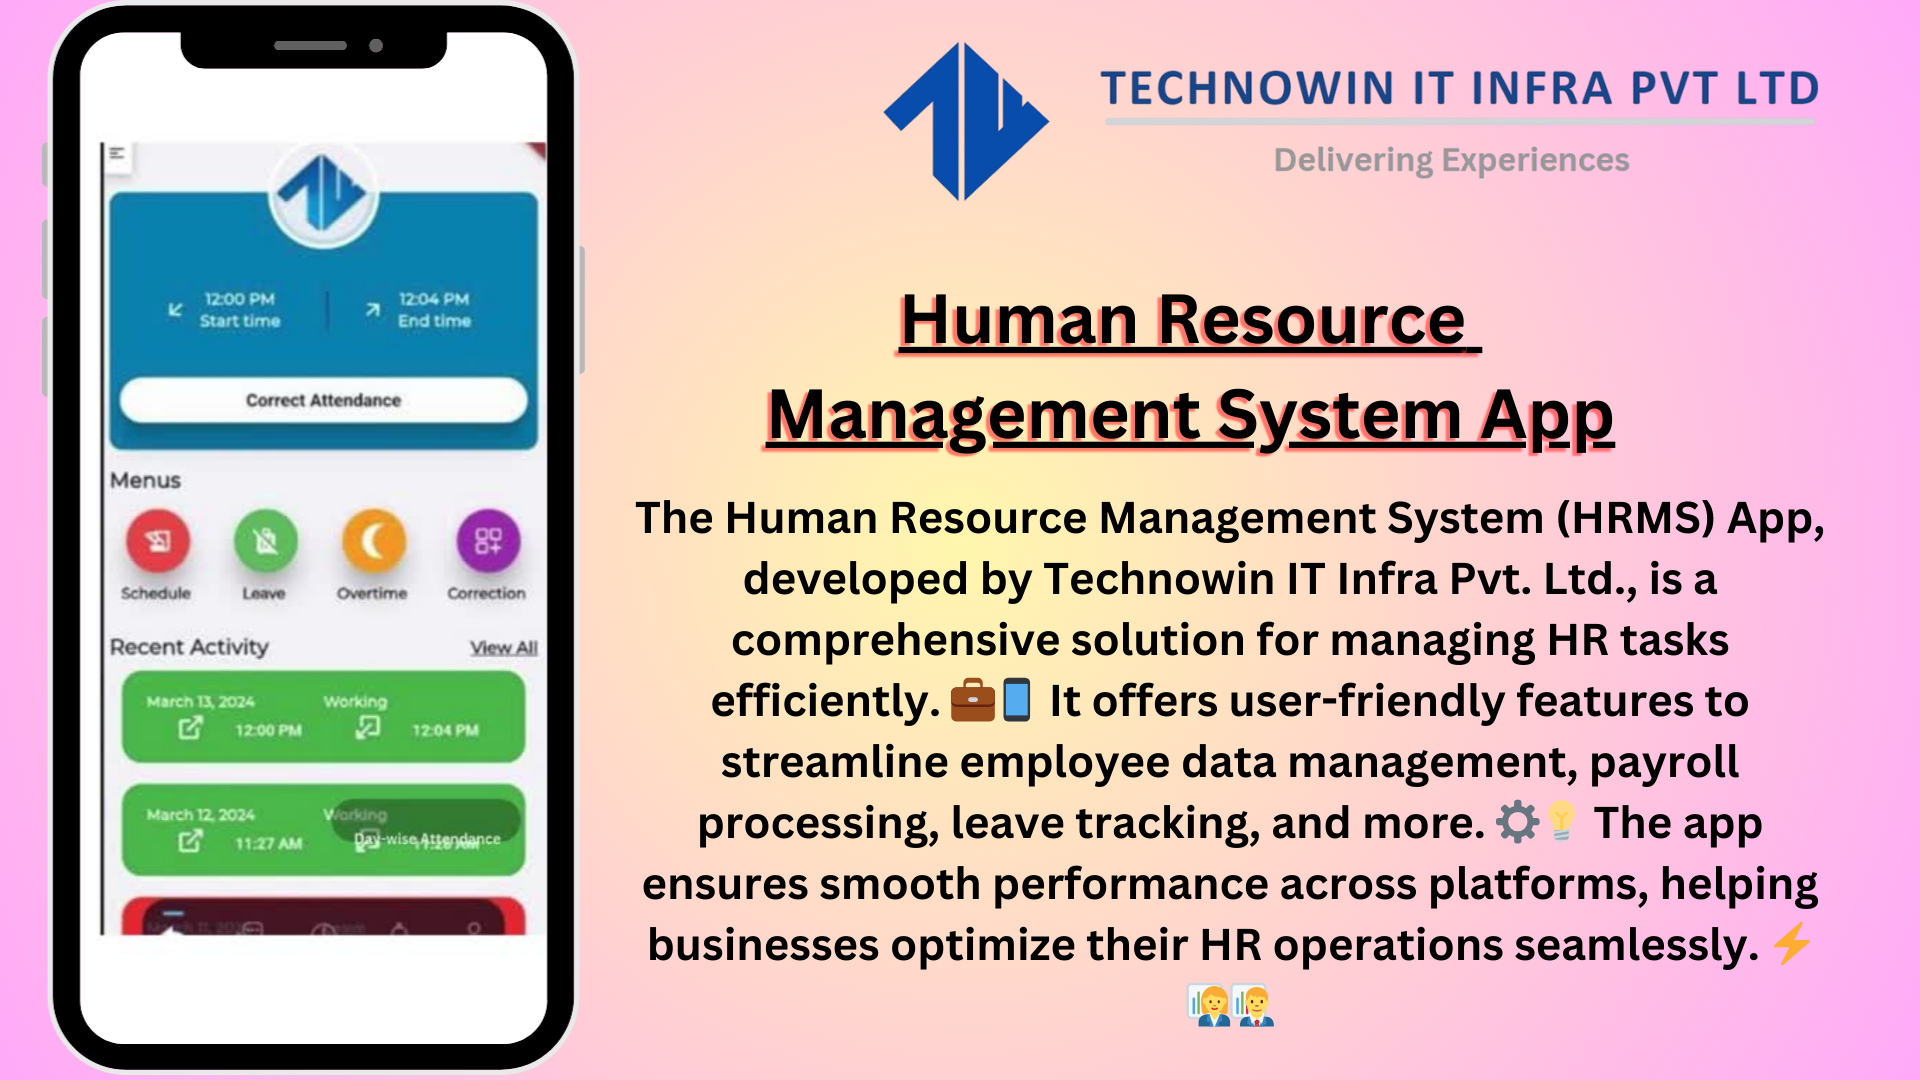 12:00 PM
Start time
12:04 PM
End time
Correct Attendance
Menus
Schedule
Leave
Overtime
Correction
Recent Activity
View All
March 13, 2024
Working
12:00 PM
12:04 PM
March 12, 2024
Working
11:27 AM
Day-wise Attendance
TECHNOWIN IT INFRA PVT LTD
Delivering Experiences
Human Resource
Management System App
The Human Resource Management System (HRMS) App,
developed by Technowin IT Infra Pvt. Ltd., is a
comprehensive solution for managing HR tasks
efficiently. 💼📱 It offers user-friendly features to
streamline employee data management, payroll
processing, leave tracking, and more. ⚙️💡 The app
ensures smooth performance across platforms, helping
businesses optimize their HR operations seamlessly. ⚡
👩‍💼👨‍💼